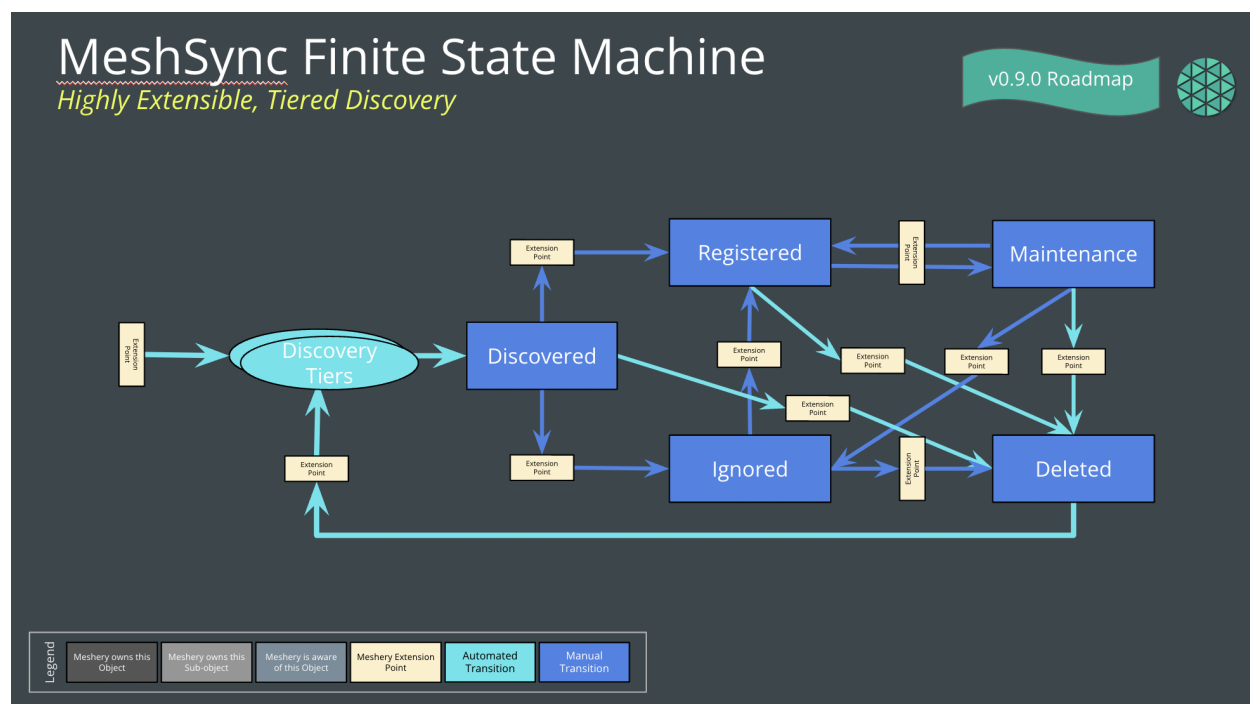 MeshSync Finite State Machine
Highly Extensible, Tiered Discovery
v0.9.0 Roadmap
Extension
Point
Registered
Extension
Point
Maintenance
Extension
Point
Discovery
Tiers
Discovered
Extension
Point
Extension
Point
Extension
Point
Extension
Point
Extension
Point
Extension
Point
Extension
Point
Ignored
Extension
Point
Deleted
Legend
Meshery owns this
Object
Meshery owns this
Sub-object
Meshery is aware
of this Object
Meshery Extension
Point
Automated
Transition
Manual
Transition